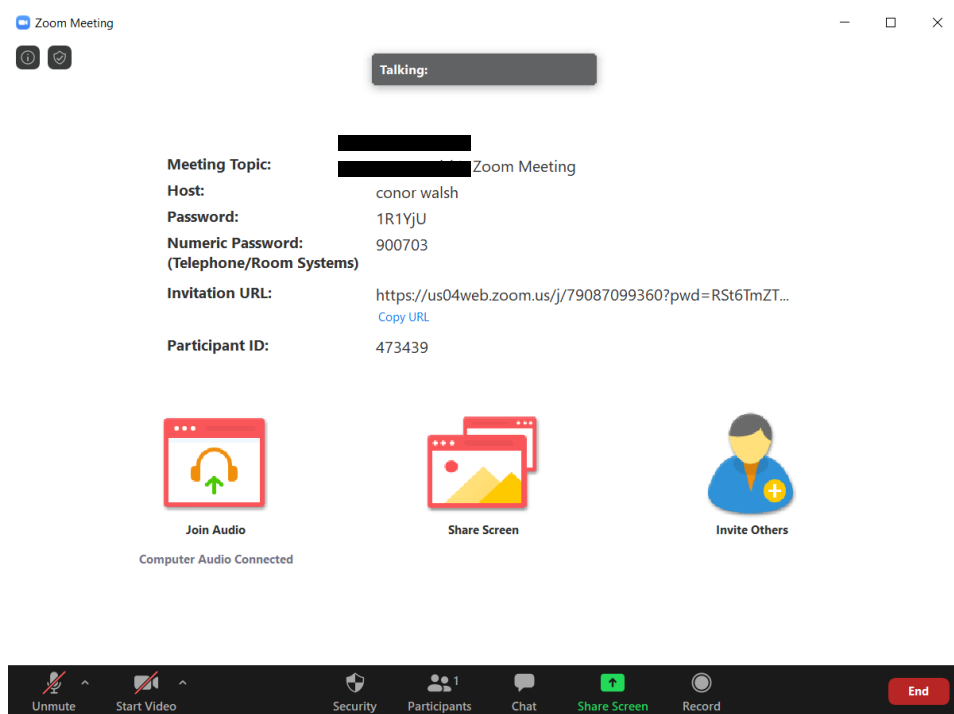 Zoom Meeting
Talking:
Meeting Topic: Zoom Meeting
Host: conor walsh
Password: 1R1YjU
Numeric Password: 900703
(Telephone/Room Systems)
Invitation URL: https://us04web.zoom.us/j/79087099360?pwd=RSt6TmZT...
Copy URL
Participant ID: 473439
Join Audio Share Screen Invite Others
Computer Audio Connected
1
Unmute Start Video Security Participants Chat Share Screen Record End